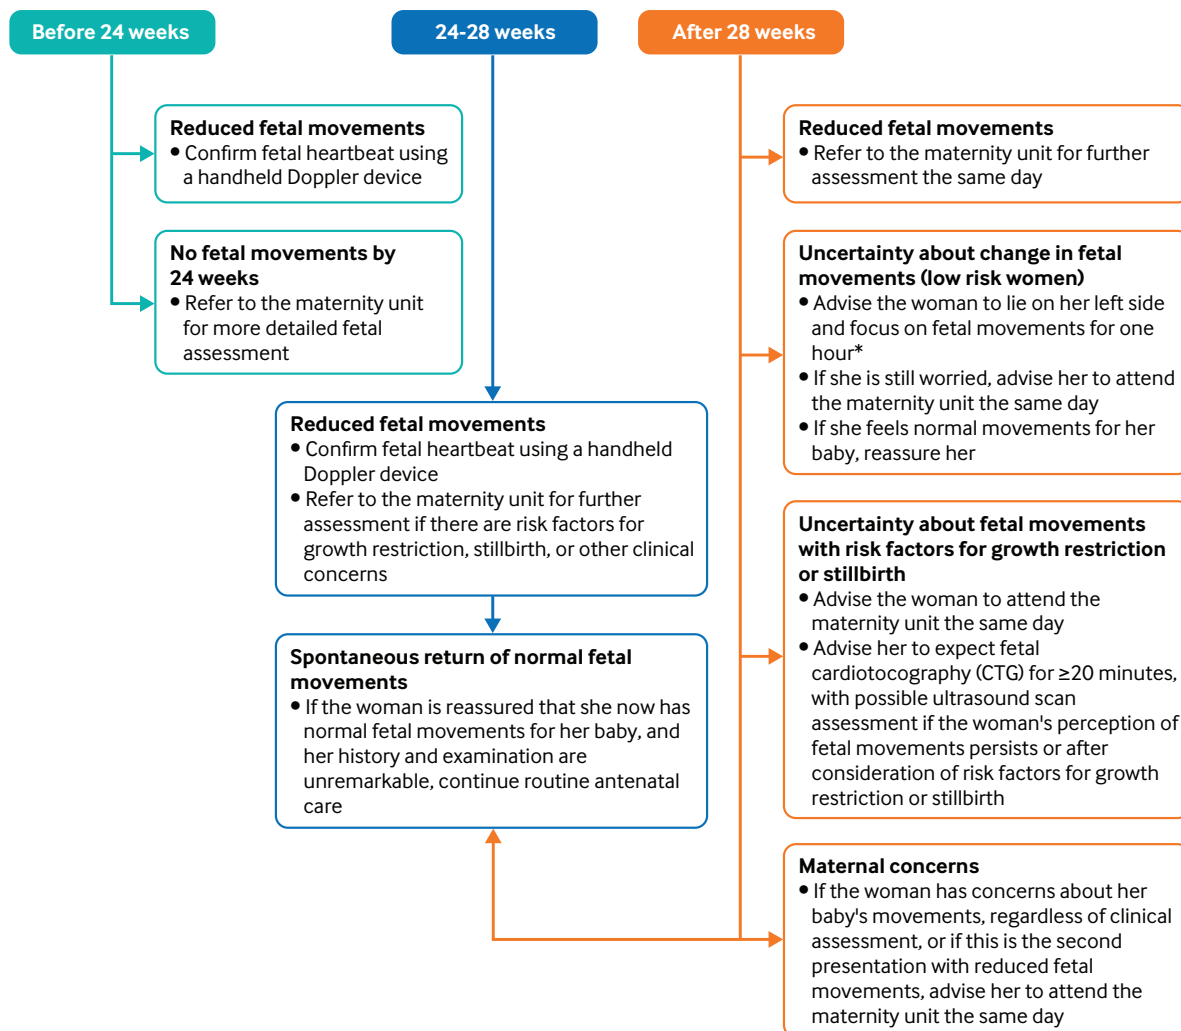 Before 24 weeks
24-28 weeks
After 28 weeks
Reduced fetal movements
• Confirm fetal heartbeat using
a handheld Doppler device
No fetal movements by
24 weeks
• Refer to the maternity unit
for more detailed fetal
assessment
Reduced fetal movements
• Confirm fetal heartbeat using a handheld
Doppler device
• Refer to the maternity unit for further
assessment if there are risk factors for
growth restriction, stillbirth, or other clinical
concerns
Spontaneous return of normal fetal
movements
• If the woman is reassured that she now has
normal fetal movements for her baby, and
her history and examination are
unremarkable, continue routine antenatal
care
Reduced fetal movements
• Refer to the maternity unit for further
assessment the same day
Uncertainty about change in fetal
movements (low risk women)
• Advise the woman to lie on her left side
and focus on fetal movements for one
hour*
• If she is still worried, advise her to attend
the maternity unit the same day
• If she feels normal movements for her
baby, reassure her
Uncertainty about fetal movements
with risk factors for growth restriction
or stillbirth
• Advise the woman to attend the
maternity unit the same day
• Advise her to expect fetal
cardiotocography (CTG) for ≥20 minutes,
with possible ultrasound scan
assessment if the woman's perception of
fetal movements persists or after
consideration of risk factors for growth
restriction or stillbirth
Maternal concerns
• If the woman has concerns about her
baby's movements, regardless of clinical
assessment, or if this is the second
presentation with reduced fetal
movements, advise her to attend the
maternity unit the same day